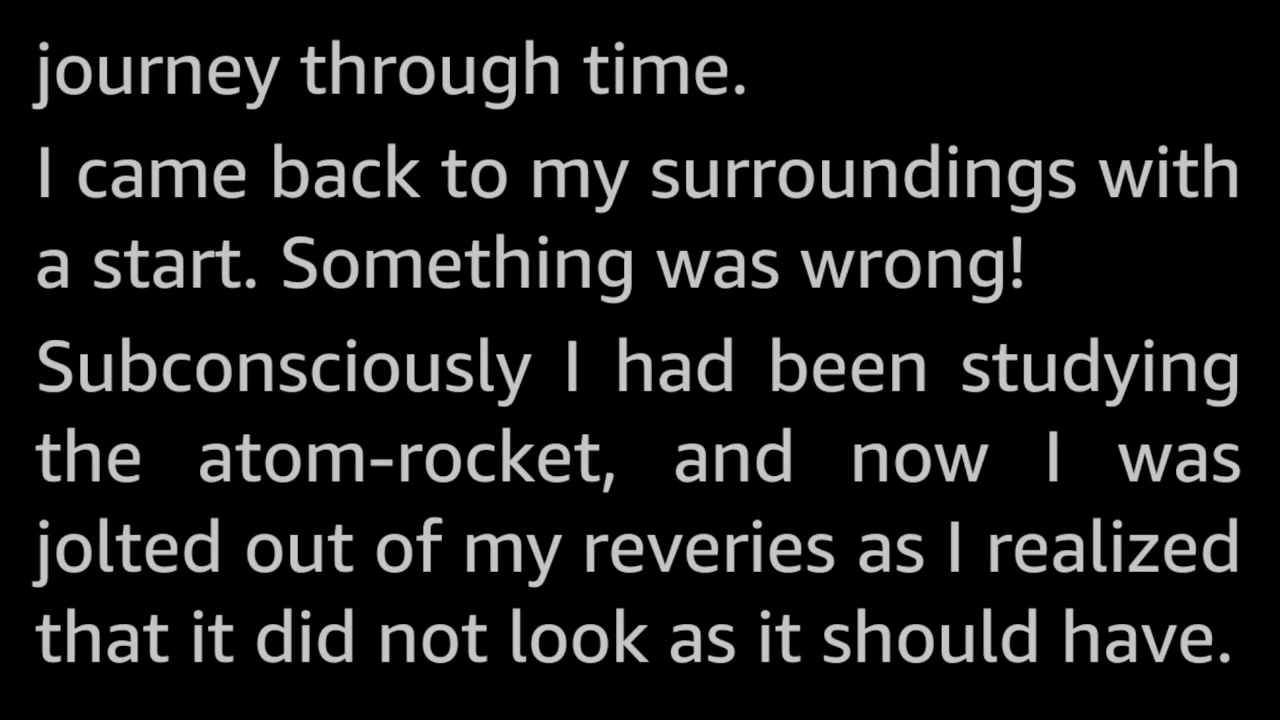 journey through time.
I came back to my surroundings with
a start. Something was wrong!
Subconsciously I had been studying
the atom-rocket, and now I was
jolted out of my reveries as I realized
that it did not look as it should have.